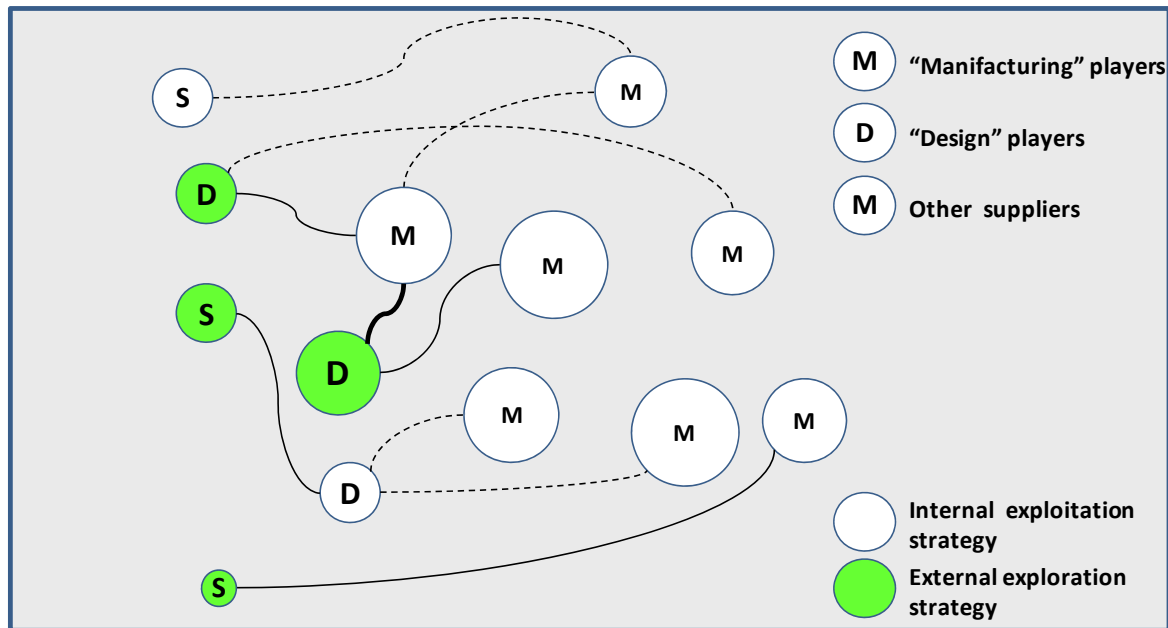 S
M
D
M
M
M
S
D
M
M
M
D
S
M “Manifacturing” players
D “Design” players
M Other suppliers
Internal exploitation
strategy
External exploration
strategy